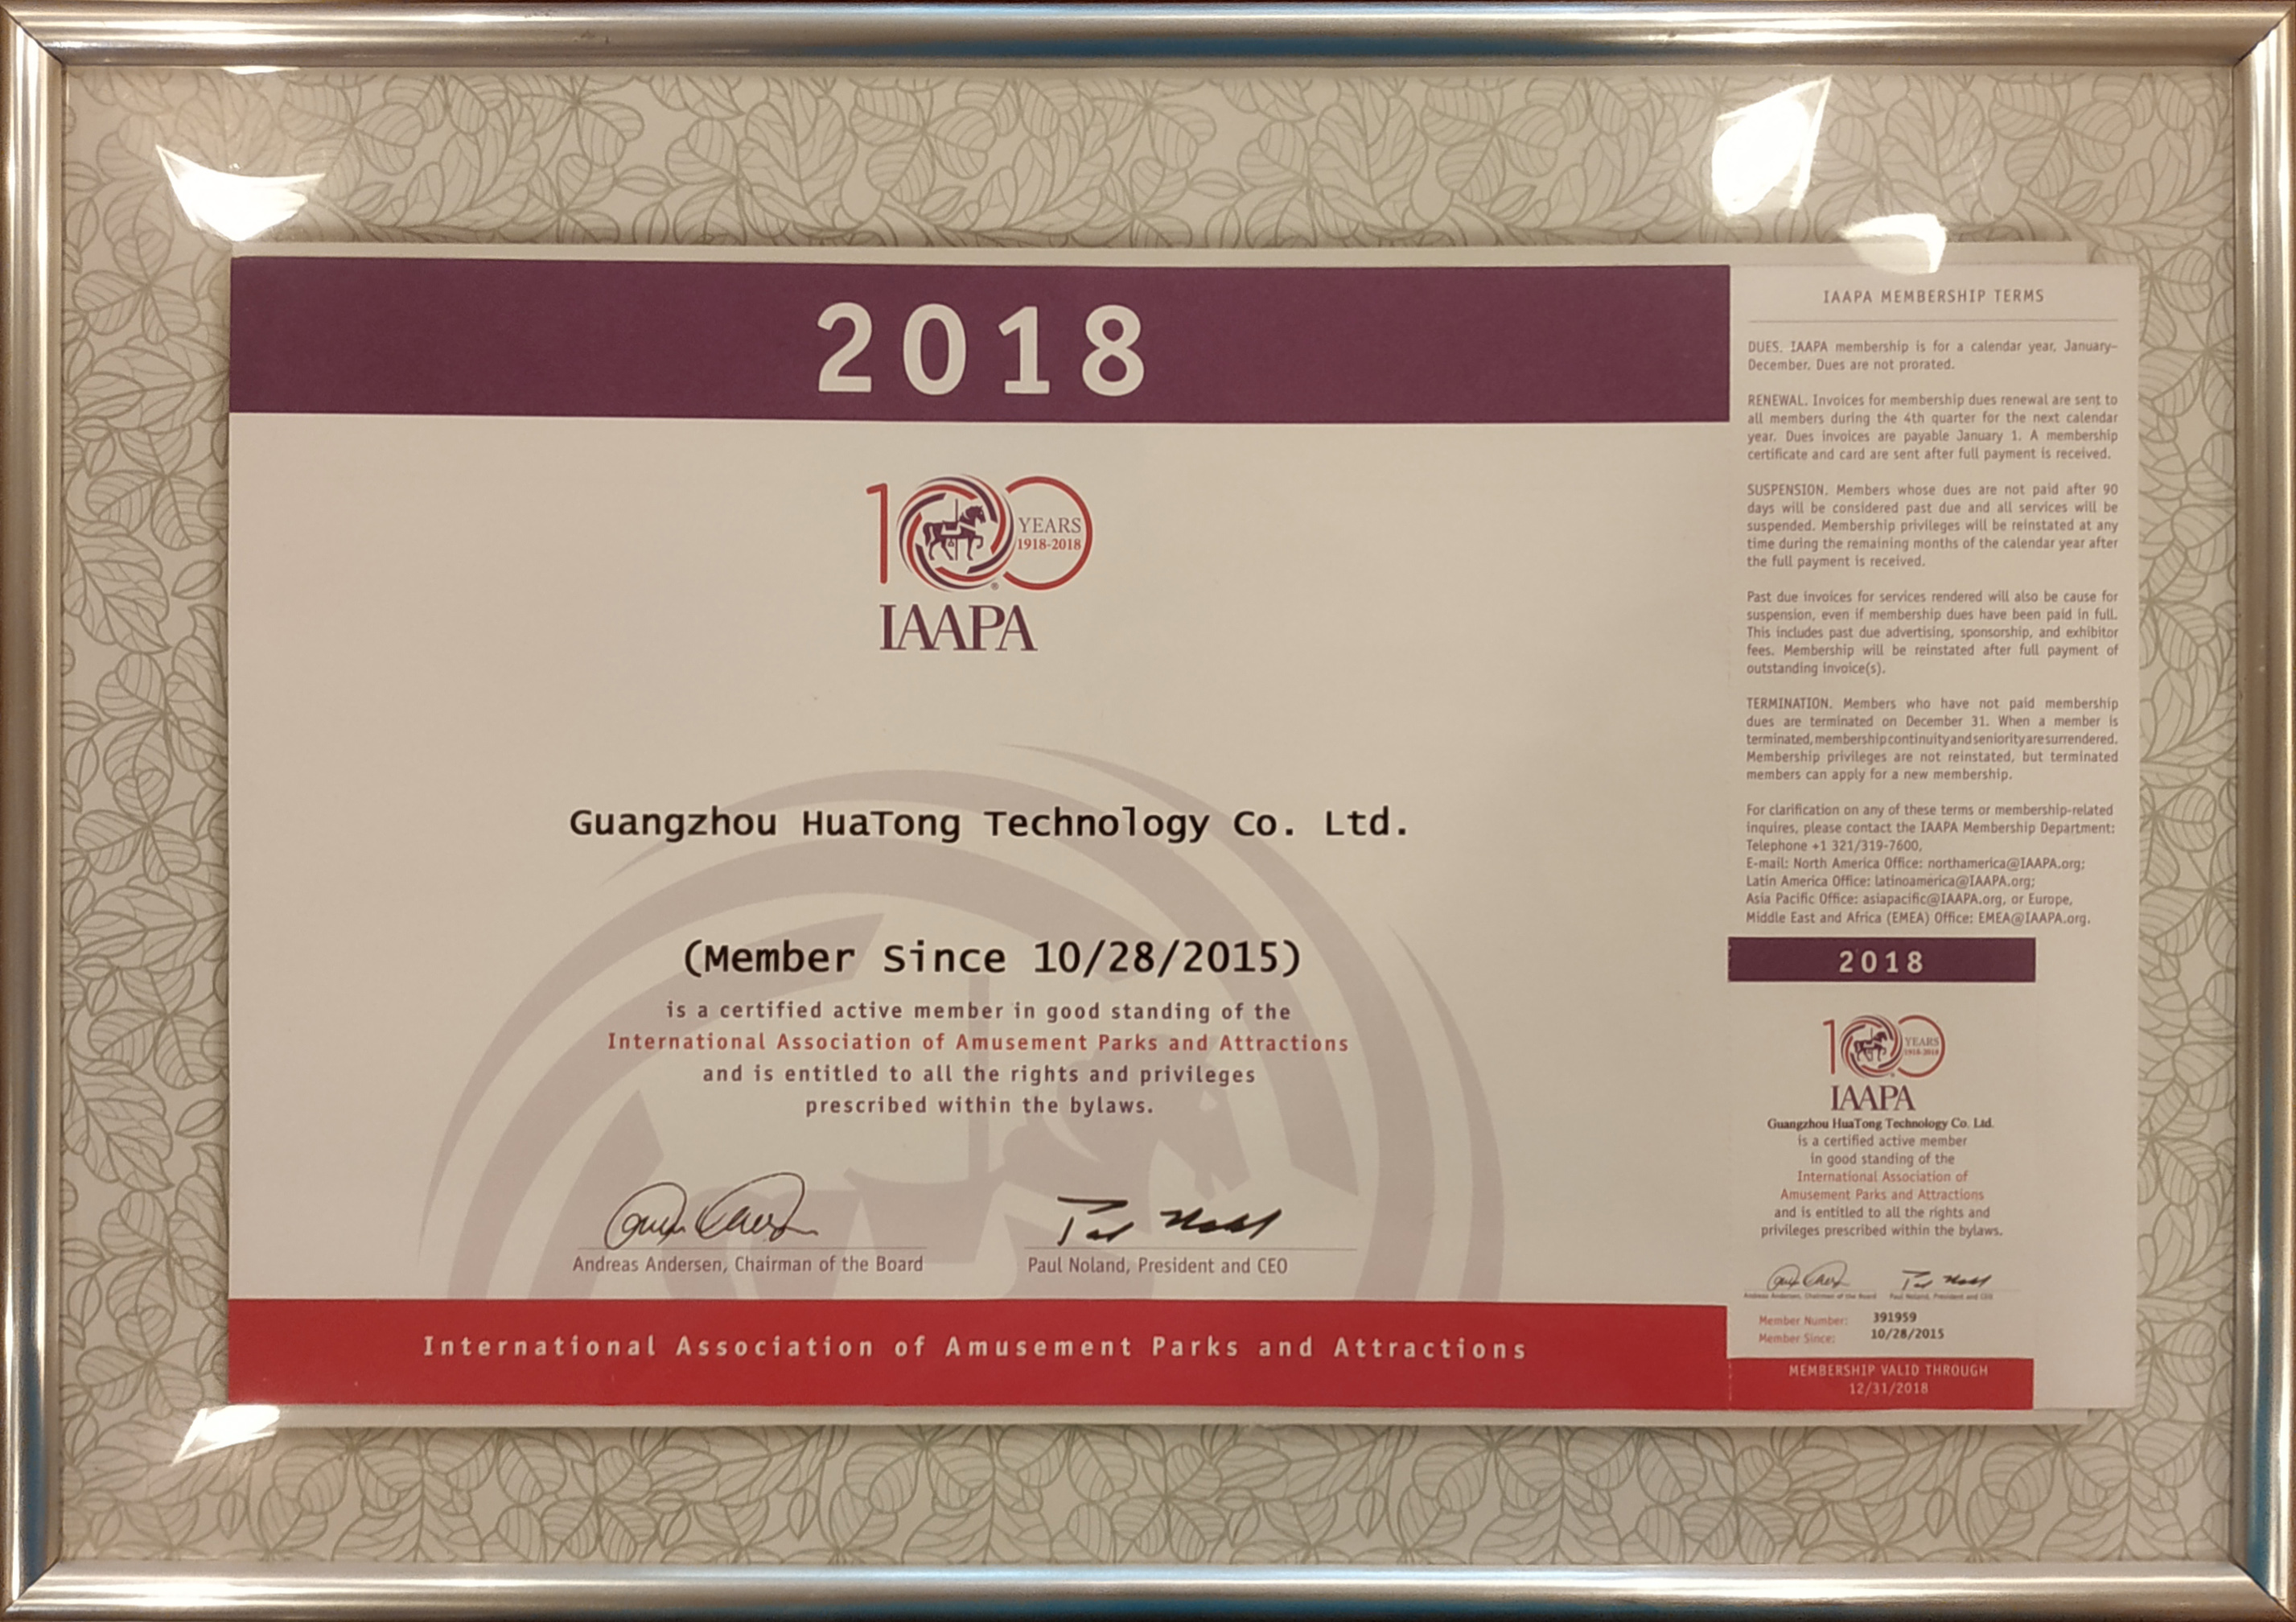 2018
100
YEARS
1918-2018
®
IAAPA
Guangzhou HuaTong Technology Co. Ltd.
(Member Since 10/28/2015)
is a certified active member in good standing of the
International Association of Amusement Parks and Attractions
and is entitled to all the rights and privileges
prescribed within the bylaws.
Andreas Andersen, Chairman of the Board
Paul Noland, President and CEO
International Association of Amusement Parks and Attractions
IAAPA MEMBERSHIP TERMS
DUES. IAAPA membership is for a calendar year, January–
December. Dues are not prorated.
RENEWAL. Invoices for membership dues renewal are sent to
all members during the 4th quarter for the next calendar
year. Dues invoices are payable January 1. A membership
certificate and card are sent after full payment is received.
SUSPENSION. Members whose dues are not paid after 90
days will be considered past due and all services will be
suspended. Membership privileges will be reinstated at any
time during the remaining months of the calendar year after
the full payment is received.
Past due invoices for services rendered will also be cause for
suspension, even if membership dues have been paid in full.
This includes past due advertising, sponsorship, and exhibitor
fees. Membership will be reinstated after full payment of
outstanding invoice(s).
TERMINATION. Members who have not paid membership
dues are terminated on December 31. When a member is
terminated, membership continuity and seniority are surrendered.
Membership privileges are not reinstated, but terminated
members can apply for a new membership.
For clarification on any of these terms or membership-related
inquires, please contact the IAAPA Membership Department:
Telephone +1 321/319-7600,
E-mail: North America Office: northamerica@IAAPA.org;
Latin America Office: latinoamerica@IAAPA.org;
Asia Pacific Office: asiapacific@IAAPA.org, or Europe,
Middle East and Africa (EMEA) Office: EMEA@IAAPA.org.
2018
100
YEARS
1918-2018
IAAPA
Guangzhou HuaTong Technology Co. Ltd.
is a certified active member
in good standing of the
International Association of
Amusement Parks and Attractions
and is entitled to all the rights and
privileges prescribed within the bylaws.
Andreas Andersen, Chairman of the Board Paul Noland, President and CEO
Member Number: 391959
Member Since: 10/28/2015
MEMBERSHIP VALID THROUGH
12/31/2018